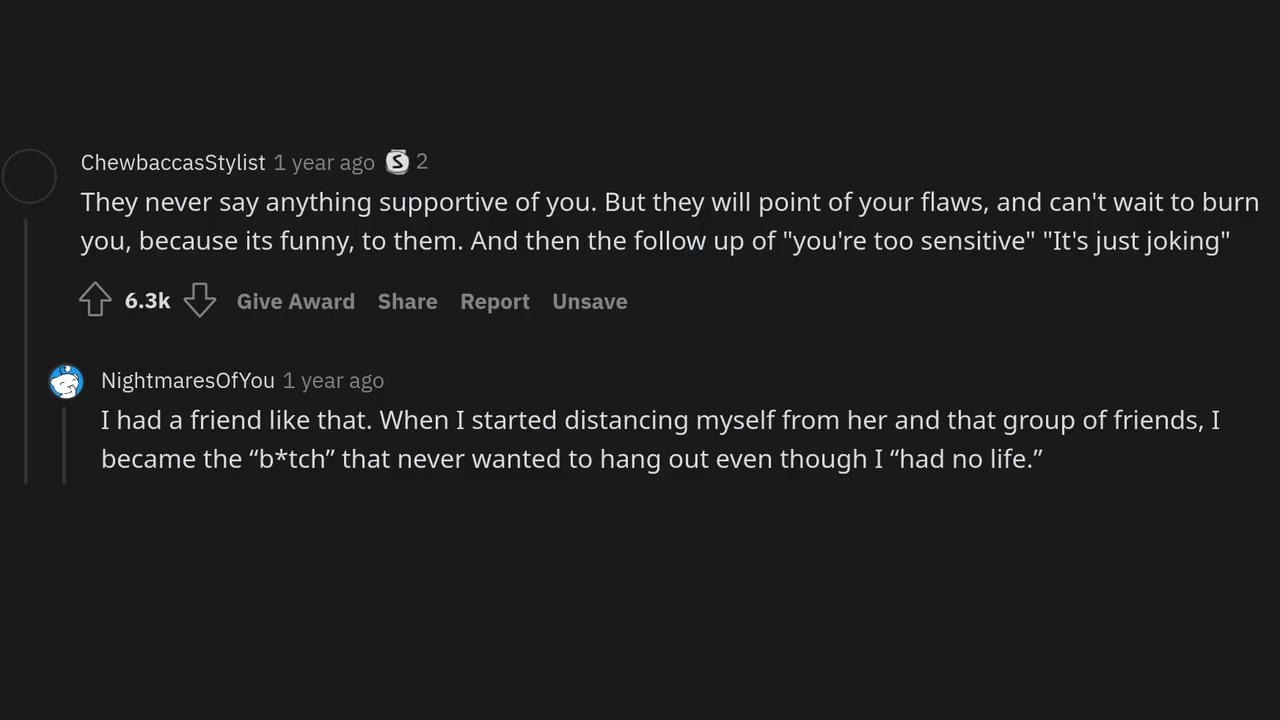 ChewbaccasStylist 1 year ago S 2
They never say anything supportive of you. But they will point of your flaws, and can't wait to burn
you, because its funny, to them. And then the follow up of "you're too sensitive" "It's just joking"
6.3k Give Award Share Report Unsave
NightmaresOfYou 1 year ago
I had a friend like that. When I started distancing myself from her and that group of friends, I
became the “b*tch” that never wanted to hang out even though I “had no life.”